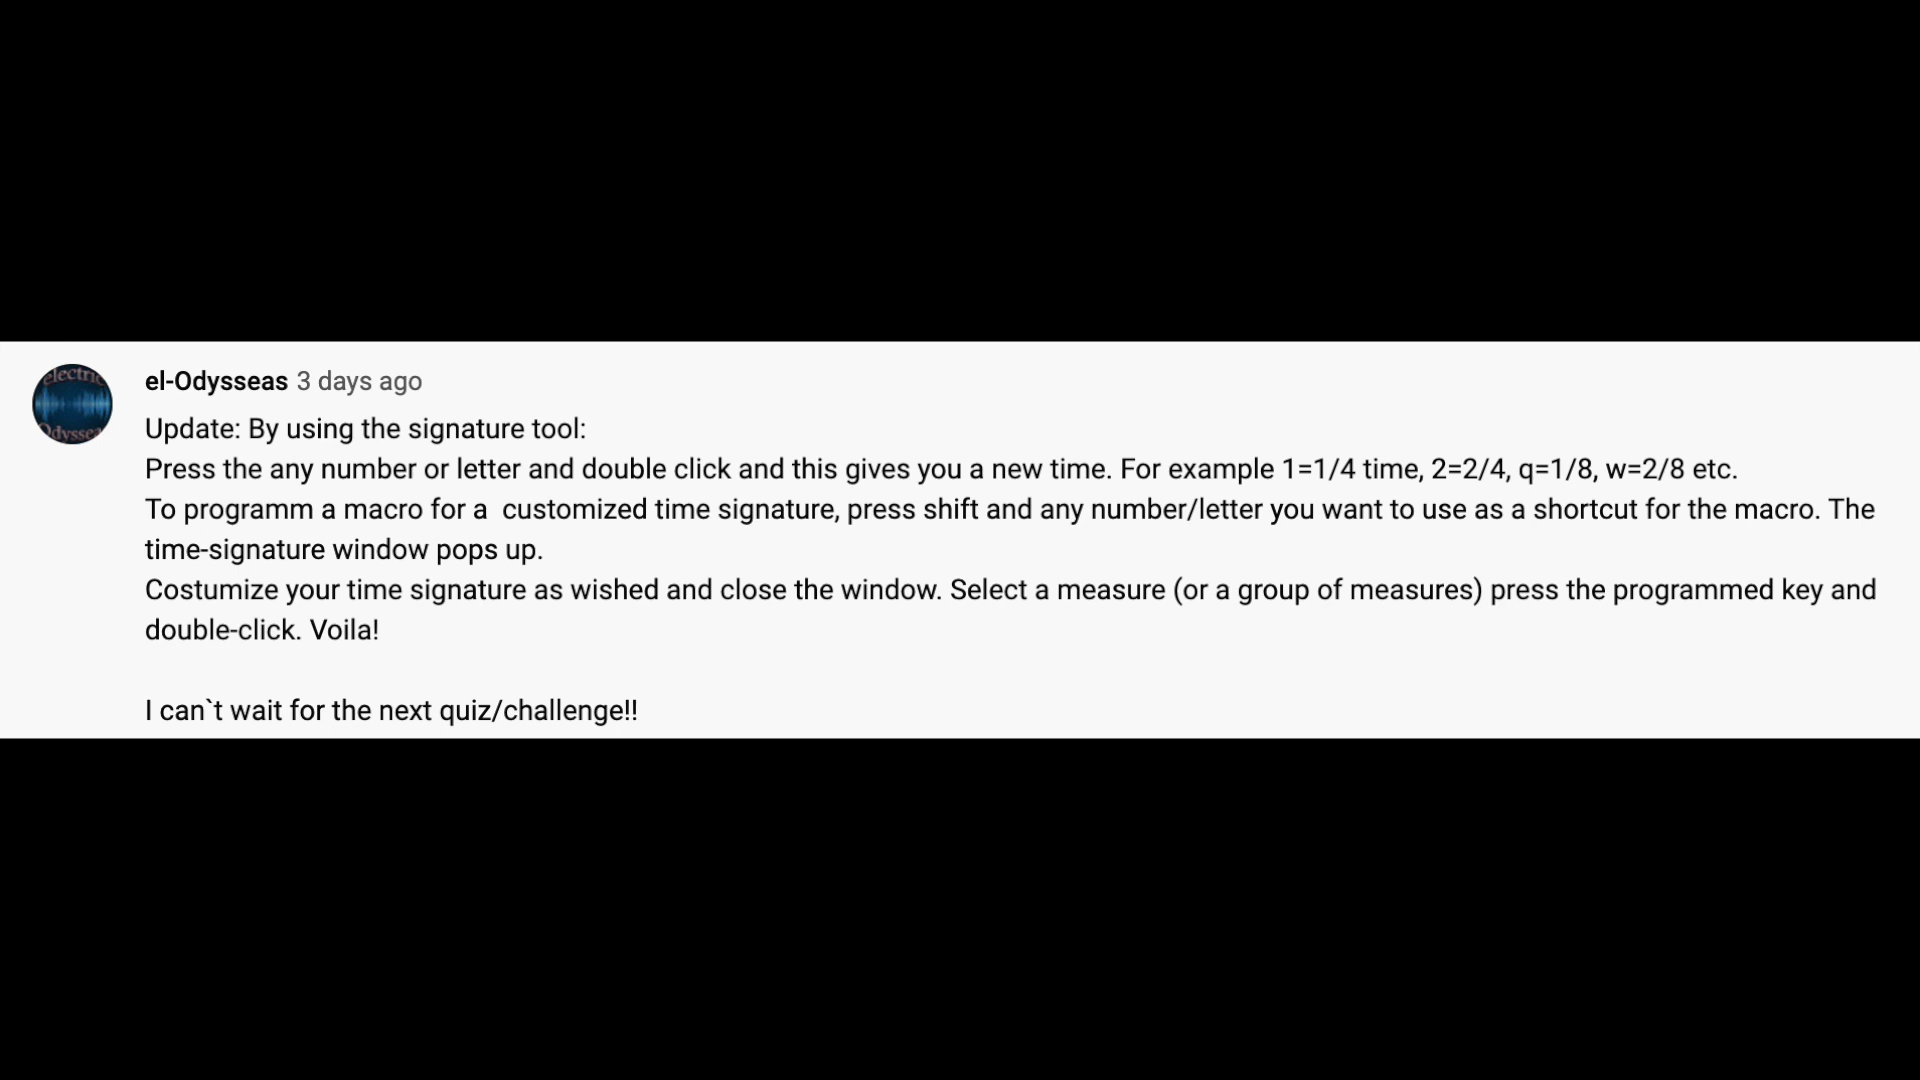 electric
Odyssea
el-Odysseas 3 days ago
Update: By using the signature tool:
Press the any number or letter and double click and this gives you a new time. For example 1=1/4 time, 2=2/4, q=1/8, w=2/8 etc.
To programm a macro for a  customized time signature, press shift and any number/letter you want to use as a shortcut for the macro. The
time-signature window pops up.
Costumize your time signature as wished and close the window. Select a measure (or a group of measures) press the programmed key and
double-click. Voila!
I can`t wait for the next quiz/challenge!!